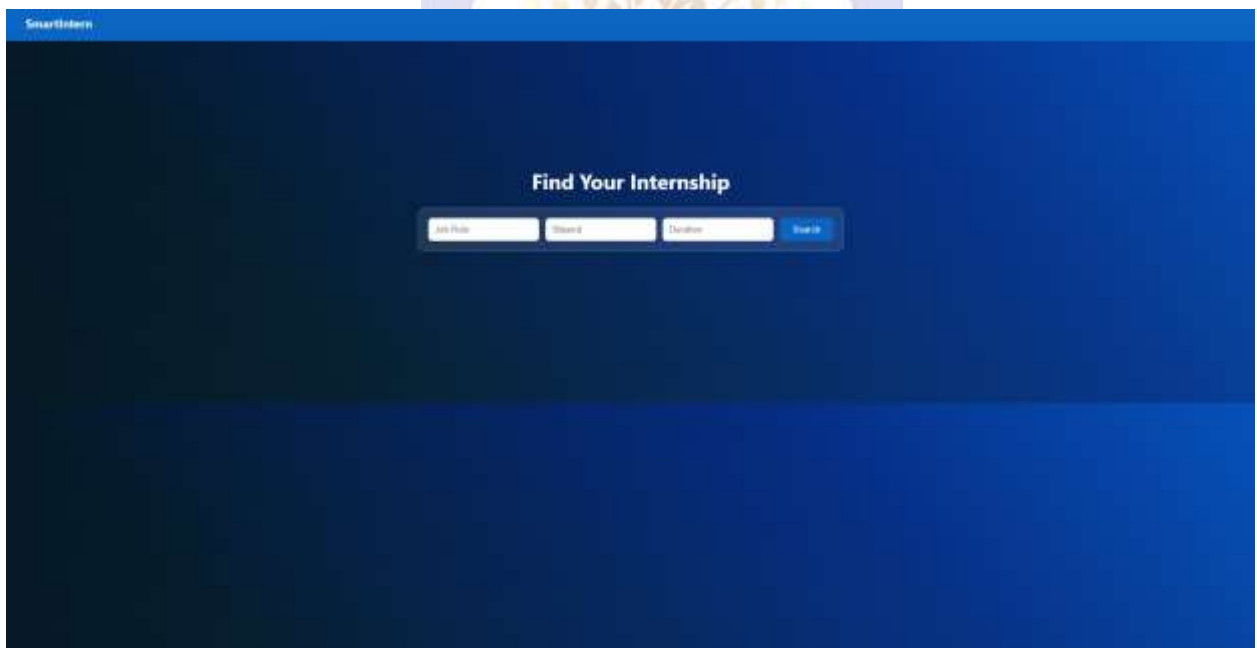 SmartIntern
Find Your Internship
Job Role
Stipend
Duration
Search